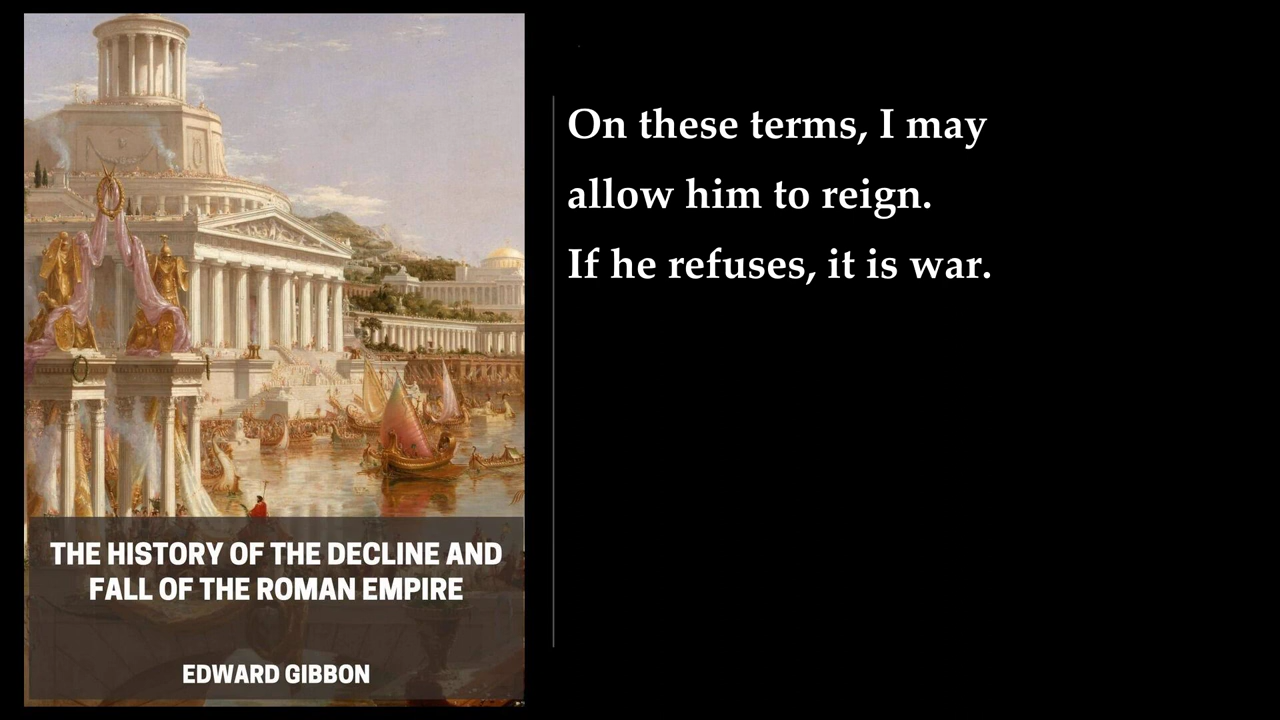 On these terms, I may
allow him to reign.
If he refuses, it is war.
THE HISTORY OF THE DECLINE AND
FALL OF THE ROMAN EMPIRE
EDWARD GIBBON